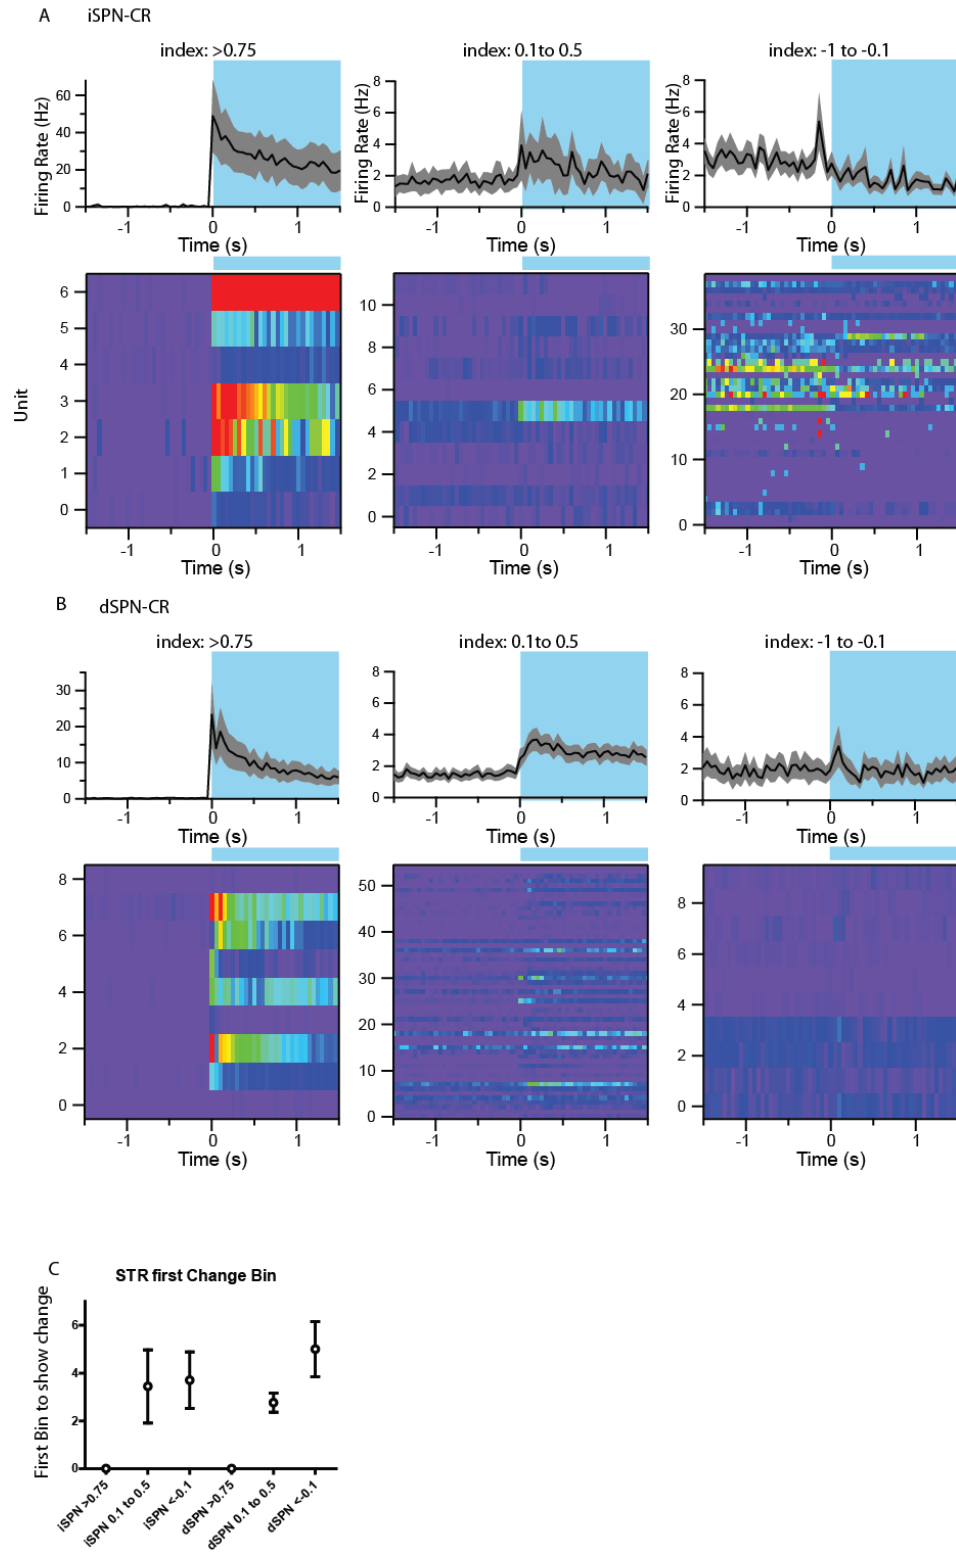 A iSPN-CR
index: >0.75
index: 0.1to 0.5
index: -1 to -0.1
Firing Rate (Hz)
60
40
20
0
-1 0 1
Time (s)
Firing Rate (Hz)
8
6
4
2
0
-1 0 1
Time (s)
Firing Rate (Hz)
8
6
4
2
0
-1 0 1
Time (s)
Unit
6
5
4
3
2
1
0
-1 0 1
Time (s)
10
8
6
4
2
0
-1 0 1
Time (s)
30
20
10
0
-1 0 1
Time (s)
B dSPN-CR
index: >0.75
index: 0.1to 0.5
index: -1 to -0.1
30
20
10
0
-1 0 1
Time (s)
8
6
4
2
0
-1 0 1
Time (s)
8
6
4
2
0
-1 0 1
Time (s)
8
6
4
2
0
-1 0 1
Time (s)
50
40
30
20
10
0
-1 0 1
Time (s)
8
6
4
2
0
-1 0 1
Time (s)
C
STR first Change Bin
First Bin to show change
6
4
2
0
iSPN >0.75
iSPN 0.1 to 0.5
iSPN <-0.1
dSPN >0.75
dSPN 0.1 to 0.5
dSPN <-0.1